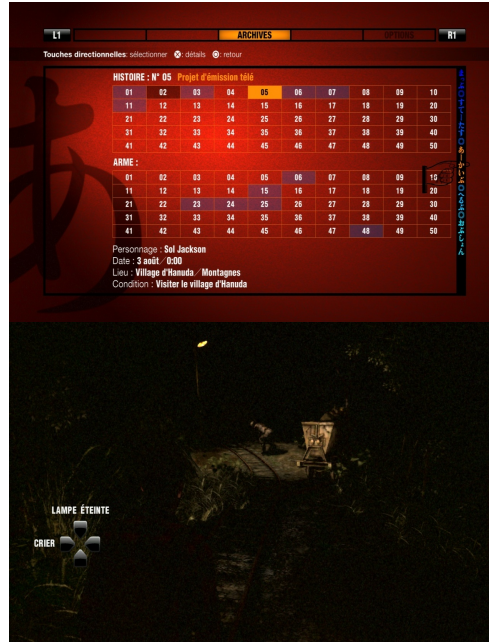 L1 ARCHIVES OPTIONS R1
Touches directionnelles: sélectionner ⊗: détails ◎: retour
HISTOIRE : N° 05 Projet d'émission télé
01 02 03 04 05 06 07 08 09 10
11 12 13 14 15 16 17 18 19 20
21 22 23 24 25 26 27 28 29 30
31 32 33 34 35 36 37 38 39 40
41 42 43 44 45 46 47 48 49 50
ARME :
01 02 03 04 05 06 07 08 09 10
11 12 13 14 15 16 17 18 19 20
21 22 23 24 25 26 27 28 29 30
31 32 33 34 35 36 37 38 39 40
41 42 43 44 45 46 47 48 49 50
Personnage : Sol Jackson
Date : 3 août / 0:00
Lieu : Village d'Hanuda / Montagnes
Condition : Visiter le village d'Hanuda
あ
LAMPE ÉTEINTE
CRIER